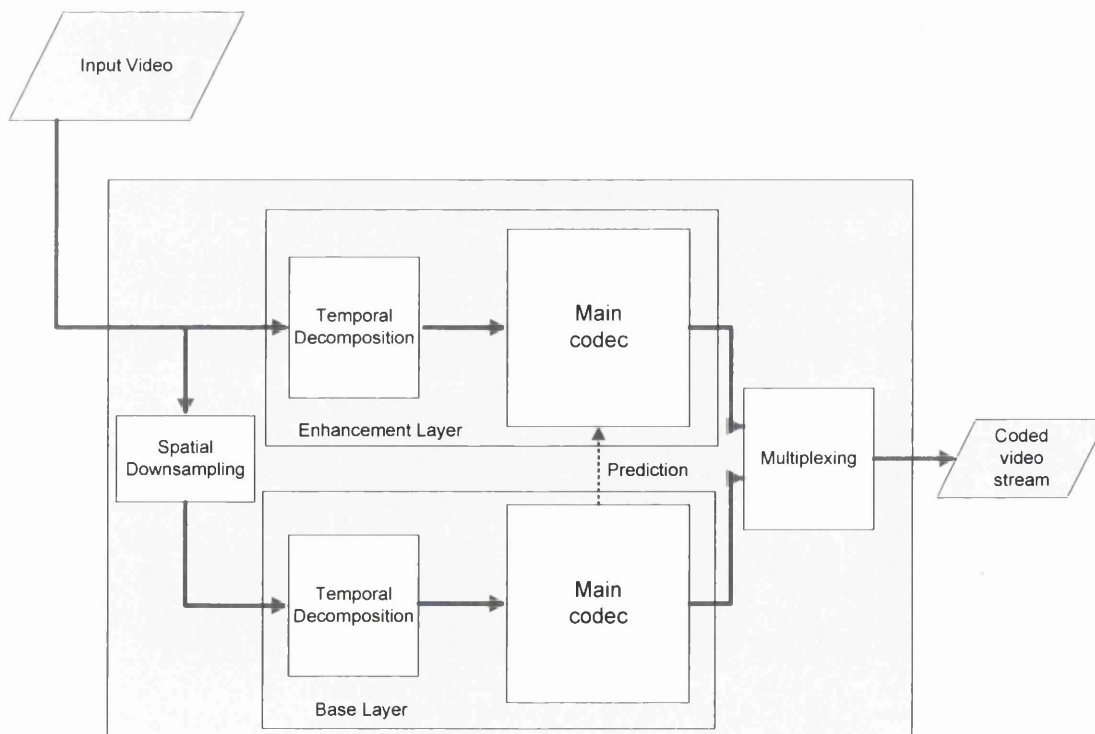 Input Video
Temporal
Decomposition
Main
codec
Enhancement Layer
Spatial
Downsampling
Prediction
Multiplexing
Coded
video
stream
Temporal
Decomposition
Main
codec
Base Layer